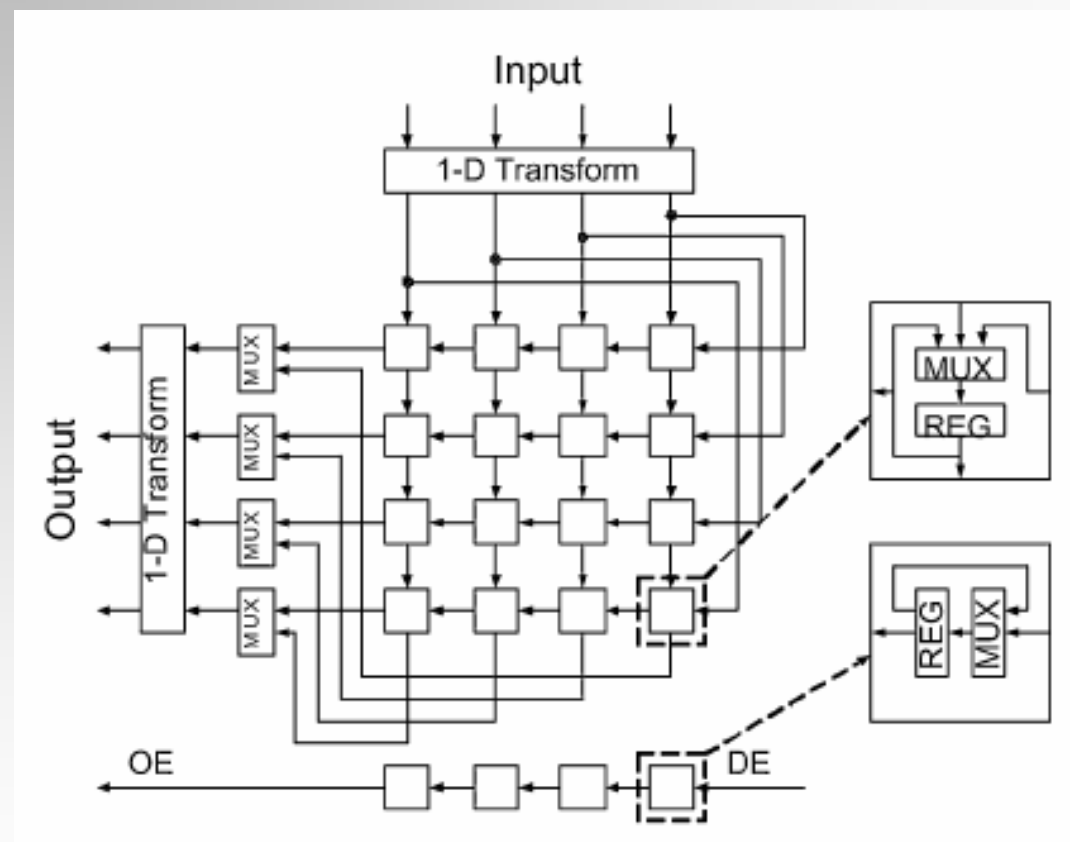 Input
1-D Transform
Output
1-D Transform
MUX
MUX
MUX
MUX
MUX
REG
REG
MUX
OE
DE